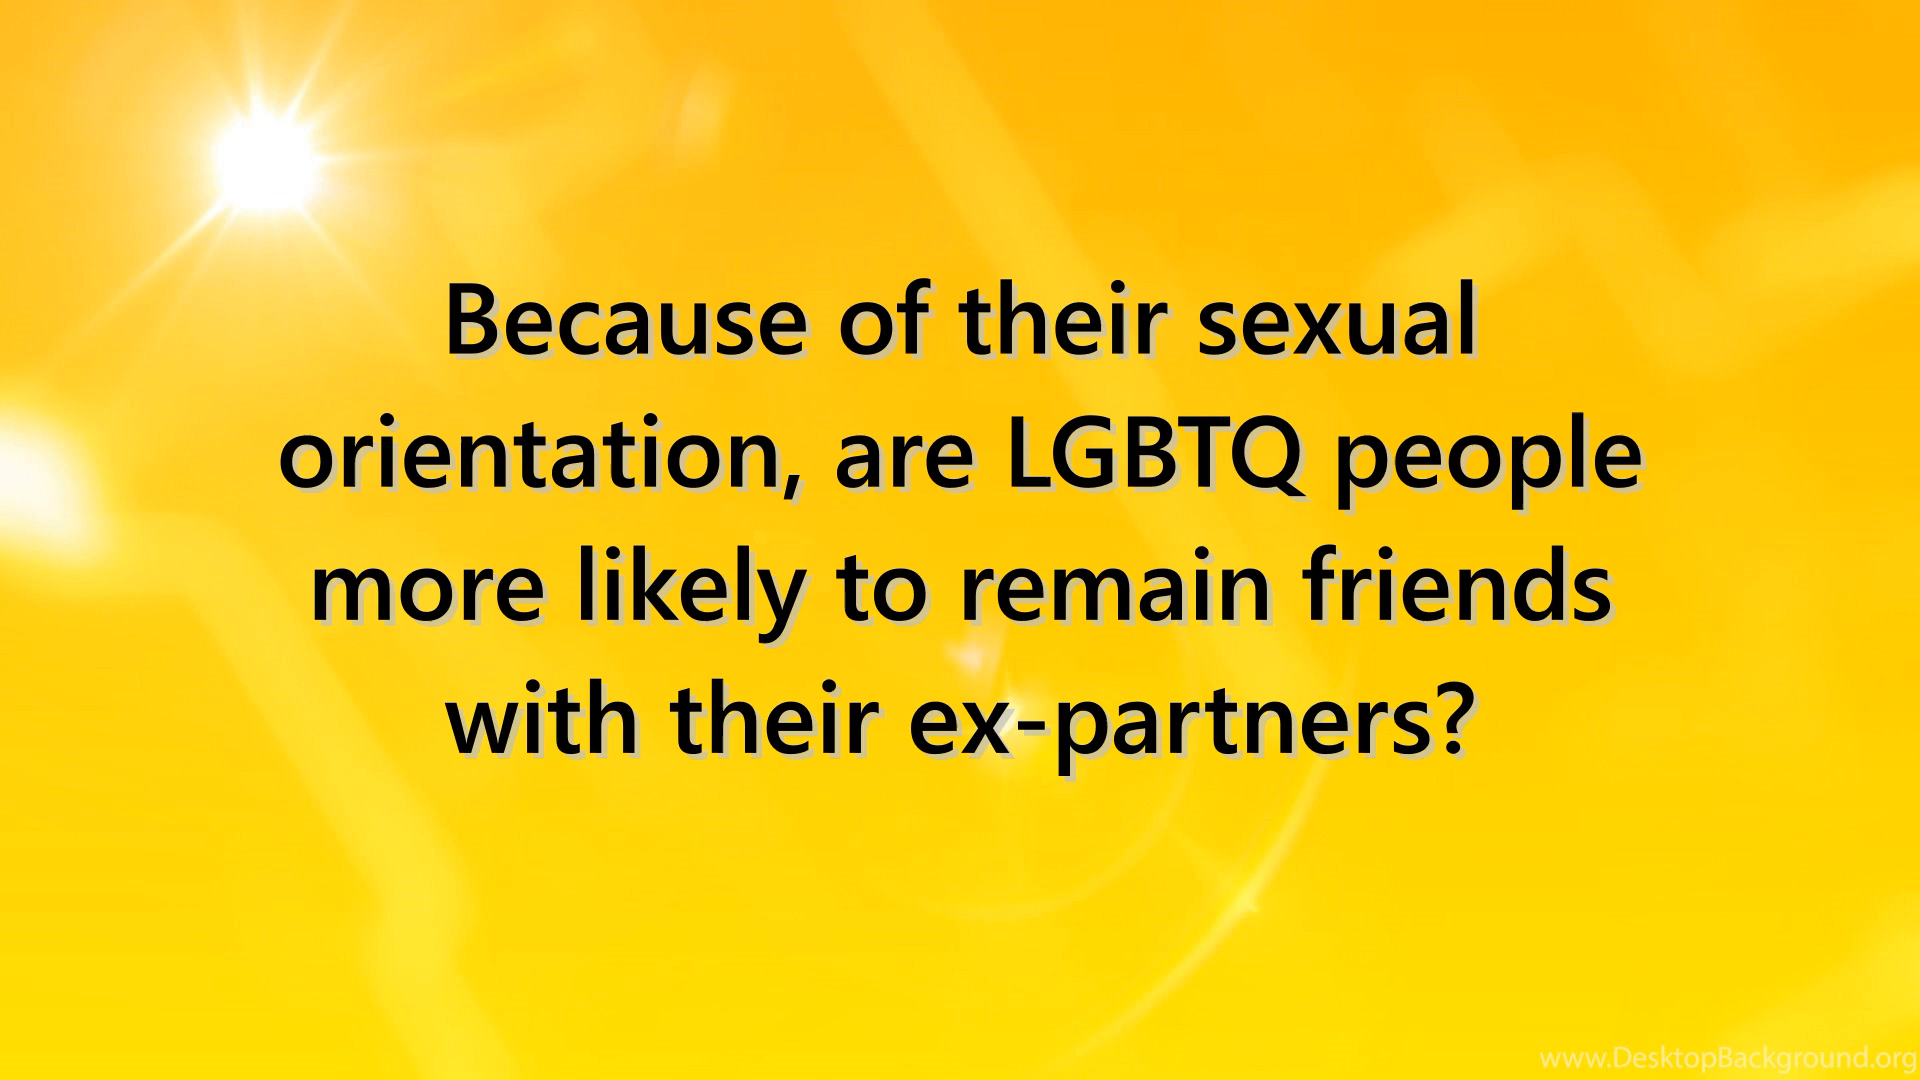 Because of their sexual
orientation, are LGBTQ people
more likely to remain friends
with their ex-partners?
www.DesktopBackground.org